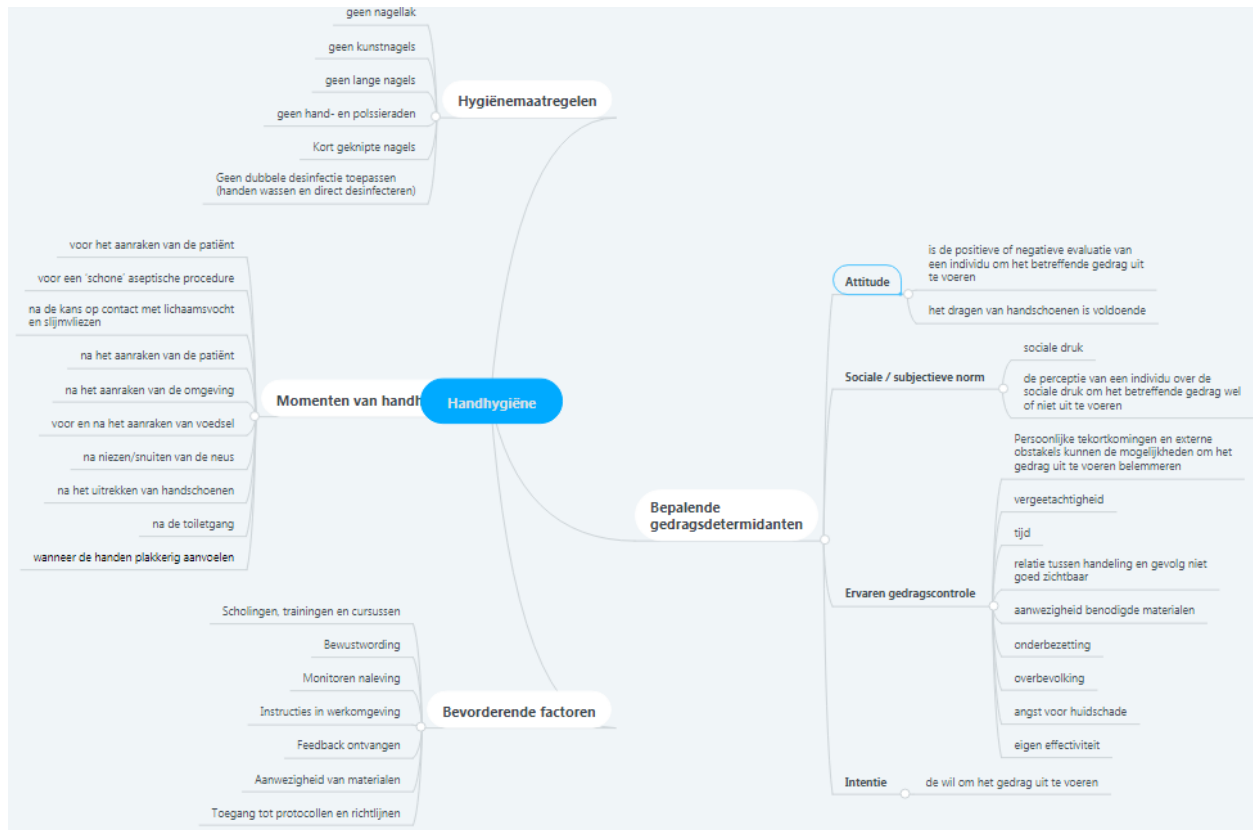 geen nagellak
geen kunstnagels
geen lange nagels
geen hand- en polssieraden
Kort geknipte nagels
Geen dubbele desinfectie toepassen
(handen wassen en direct desinfecteren)
Hygiënemaatregelen
voor het aanraken van de patiënt
voor een 'schone' aseptische procedure
na de kans op contact met lichaamsvocht
en slijmvliezen
na het aanraken van de patiënt
na het aanraken van de omgeving
voor en na het aanraken van voedsel
na niezen/snuiten van de neus
na het uitrekken van handschoenen
na de toiletgang
wanneer de handen plakkerig aanvoelen
Momenten van handh
Handhygiëne
Scholingen, trainingen en cursussen
Bewustwording
Monitoren naleving
Instructies in werkomgeving
Feedback ontvangen
Aanwezigheid van materialen
Toegang tot protocollen en richtlijnen
Bevorderende factoren
Bepalende
gedragsdetermidanten
Attitude
is de positieve of negatieve evaluatie van
een individu om het betreffende gedrag uit
te voeren
het dragen van handschoenen is voldoende
Sociale / subjectieve norm
sociale druk
de perceptie van een individu over de
sociale druk om het betreffende gedrag wel
of niet uit te voeren
Ervaren gedragscontrole
Persoonlijke tekortkomingen en externe
obstakels kunnen de mogelijkheden om het
gedrag uit te voeren belemmeren
vergeetachtigheid
tijd
relatie tussen handeling en gevolg niet
goed zichtbaar
aanwezigheid benodigde materialen
onderbezetting
overbevolking
angst voor huidschade
eigen effectiviteit
Intentie
de wil om het gedrag uit te voeren